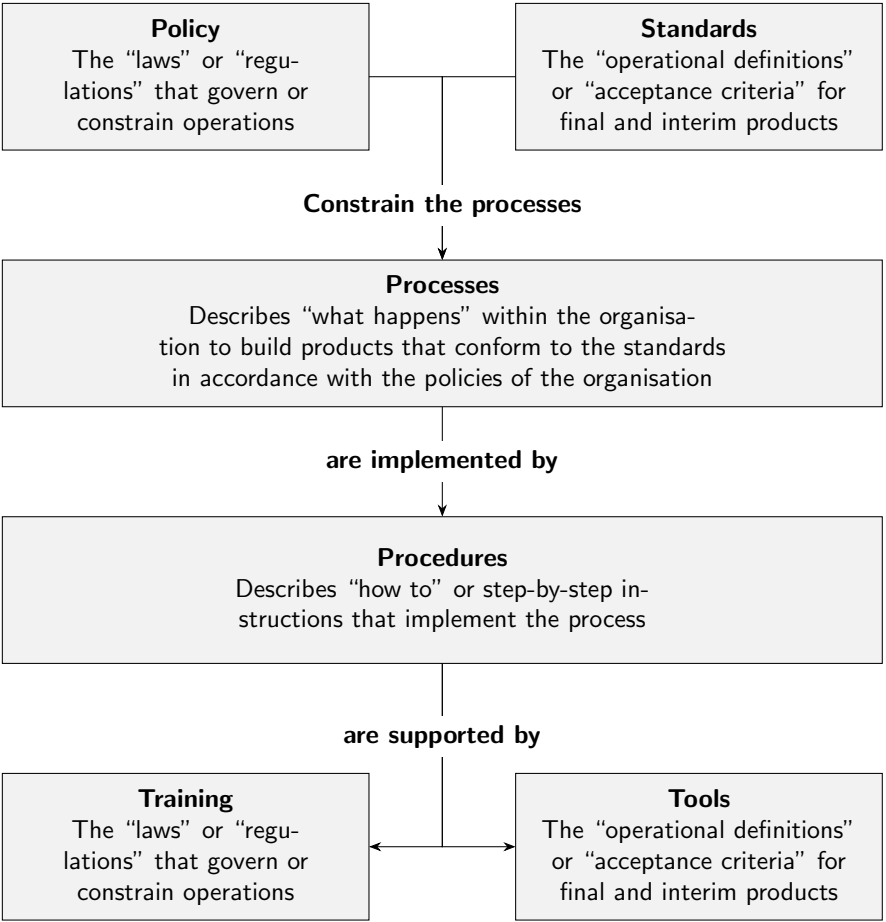 Policy
The “laws” or “regu-
lations” that govern or
constrain operations
Standards
The “operational definitions”
or “acceptance criteria” for
final and interim products
Constrain the processes
Processes
Describes “what happens” within the organisa-
tion to build products that conform to the standards
in accordance with the policies of the organisation
are implemented by
Procedures
Describes “how to” or step-by-step in-
structions that implement the process
are supported by
Training
The “laws” or “regu-
lations” that govern or
constrain operations
Tools
The “operational definitions”
or “acceptance criteria” for
final and interim products